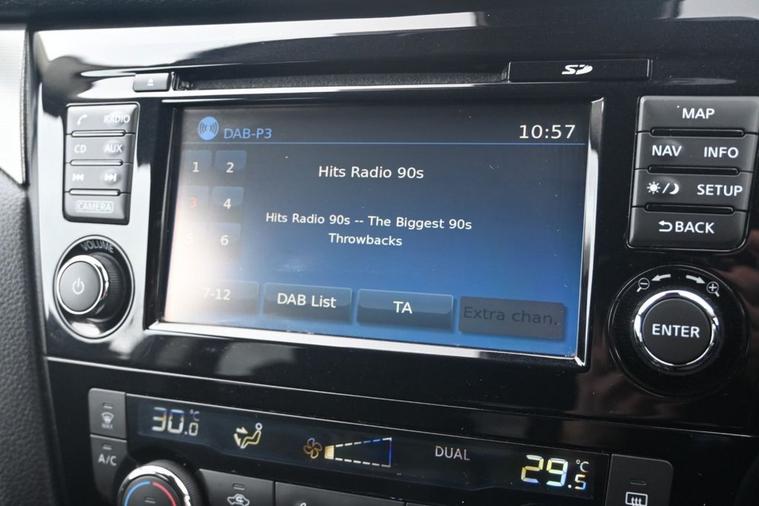 SD
RADIO
CD AUX
CAMERA
VOLUME
DAB-P3 10:57
1 2
3 4
5 6
Hits Radio 90s
Hits Radio 90s -- The Biggest 90s
Throwbacks
7-12 DAB List TA Extra chan.
MAP
NAV INFO
SETUP
BACK
ENTER
MAX
A/C
30.0 °C
DUAL
29.5 °C